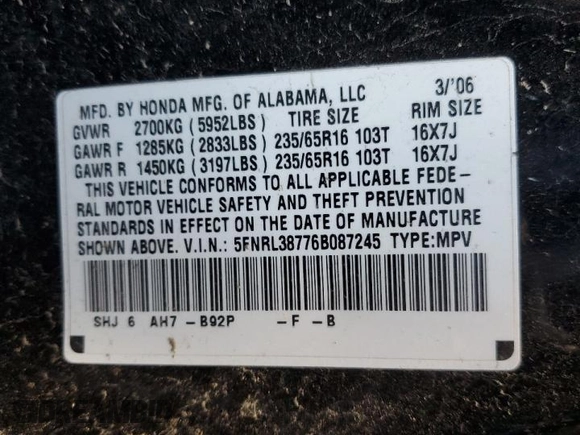 MFD. BY HONDA MFG. OF ALABAMA, LLC 3/'06
GVWR 2700KG (5952LBS) TIRE SIZE RIM SIZE
GAWR F 1285KG (2833LBS) 235/65R16 103T 16X7J
GAWR R 1450KG (3197LBS) 235/65R16 103T 16X7J
THIS VEHICLE CONFORMS TO ALL APPLICABLE FEDE-
RAL MOTOR VEHICLE SAFETY AND THEFT PREVENTION
STANDARDS IN EFFECT ON THE DATE OF MANUFACTURE
SHOWN ABOVE. V.I.N.: 5FNRL38776B087245 TYPE:MPV
SHJ 6 AH7 -B92P -F -B